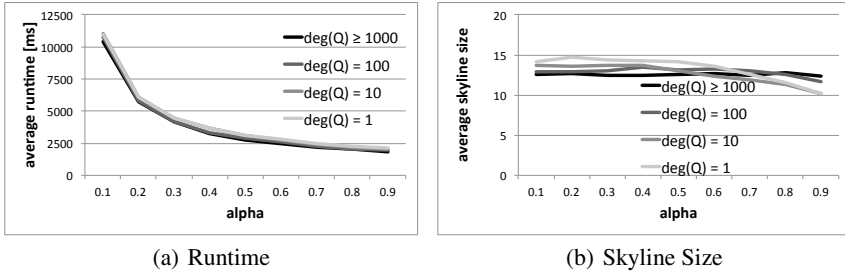 average runtime [ms]
12500
10000
7500
5000
2500
0
deg(Q) ≥ 1000
deg(Q) = 100
deg(Q) = 10
deg(Q) = 1
0.1 0.2 0.3 0.4 0.5 0.6 0.7 0.8 0.9
alpha
(a) Runtime
average skyline size
20
15
10
5
0
deg(Q) ≥ 1000
deg(Q) = 100
deg(Q) = 10
deg(Q) = 1
0.1 0.2 0.3 0.4 0.5 0.6 0.7 0.8 0.9
alpha
(b) Skyline Size